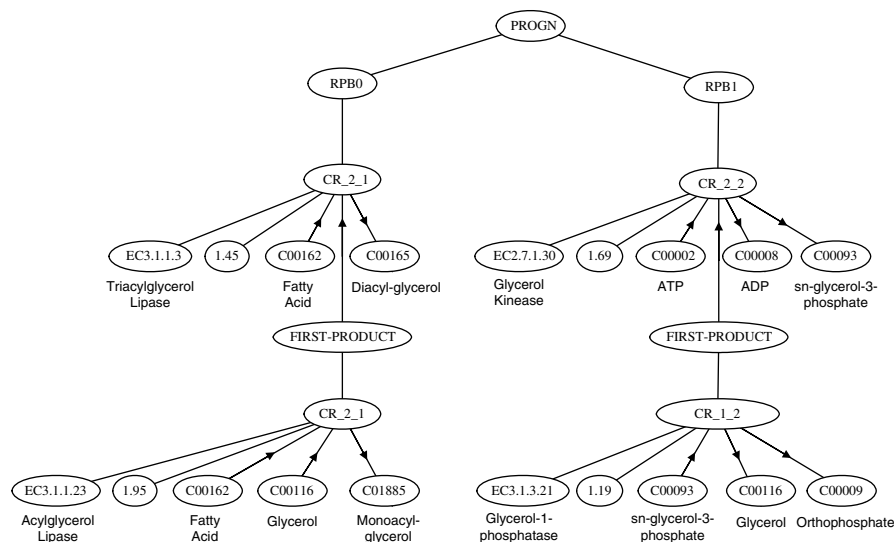 PROGN
RPB0
RPB1
CR_2_1
CR_2_2
EC3.1.1.3
1.45
C00162
C00165
EC2.7.1.30
1.69
C00002
C00008
C00093
Triacylglycerol
Lipase
Fatty
Acid
Diacyl-glycerol
Glycerol
Kinease
ATP
ADP
sn-glycerol-3-
phosphate
FIRST-PRODUCT
FIRST-PRODUCT
CR_2_1
CR_1_2
EC3.1.1.23
1.95
C00162
C00116
C01885
EC3.1.3.21
1.19
C00093
C00116
C00009
Acylglycerol
Lipase
Fatty
Acid
Glycerol
Monoacyl-
glycerol
Glycerol-1-
phosphatase
sn-glycerol-3-
phosphate
Glycerol
Orthophosphate